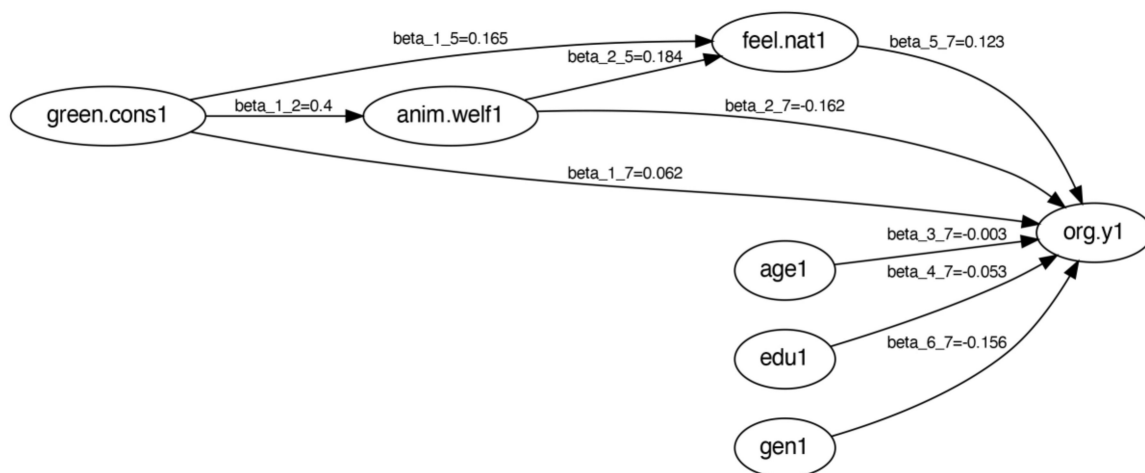 feel.nat1
beta_1_5=0.165
beta_5_7=0.123
beta_2_5=0.184
green.cons1
beta_1_2=0.4
anim.welf1
beta_2_7=-0.162
beta_1_7=0.062
org.y1
beta_3_7=-0.003
age1
beta_4_7=-0.053
edu1
beta_6_7=-0.156
gen1